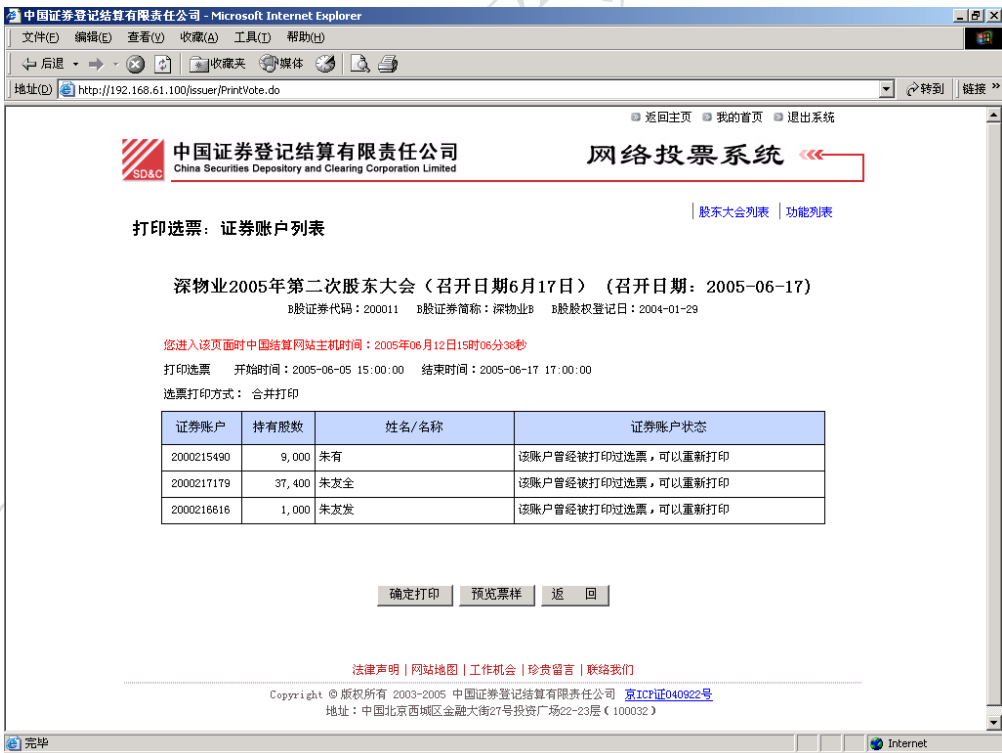 中国证券登记结算有限责任公司 - Microsoft Internet Explorer
文件(F) 编辑(E) 查看(V) 收藏(A) 工具(T) 帮助(H)
后退 收藏夹 媒体
地址(D) http://192.168.61.100/issuer/PrintVote.do 转到 链接 »
返回主页 我的首页 退出系统
SD&C 中国证券登记结算有限责任公司 网络投票系统
China Securities Depository and Clearing Corporation Limited
股东大会列表 功能列表
打印选票: 证券账户列表
深物业2005年第二次股东大会（召开日期6月17日） (召开日期: 2005-06-17)
B股证券代码：200011 B股证券简称：深物业B B股股权登记日：2004-01-29
您进入该页面时中国结算网站主机时间：2005年06月12日15时06分38秒
打印选票 开始时间：2005-06-05 15:00:00 结束时间：2005-06-17 17:00:00
选票打印方式： 合并打印
证券账户 持有股数 姓名/名称 证券账户状态
2000215490 9,000 朱有 该账户曾经被打印过选票，可以重新打印
2000217179 37,400 朱发全 该账户曾经被打印过选票，可以重新打印
2000216616 1,000 朱发发 该账户曾经被打印过选票，可以重新打印
确定打印 预览票样 返 回
法律声明 | 网站地图 | 工作机会 | 珍贵留言 | 联络我们
Copyright © 版权所有 2003-2005 中国证券登记结算有限责任公司 京ICP证040922号
地址：中国北京西城区金融大街27号投资广场22-23层（100032）
完毕 Internet